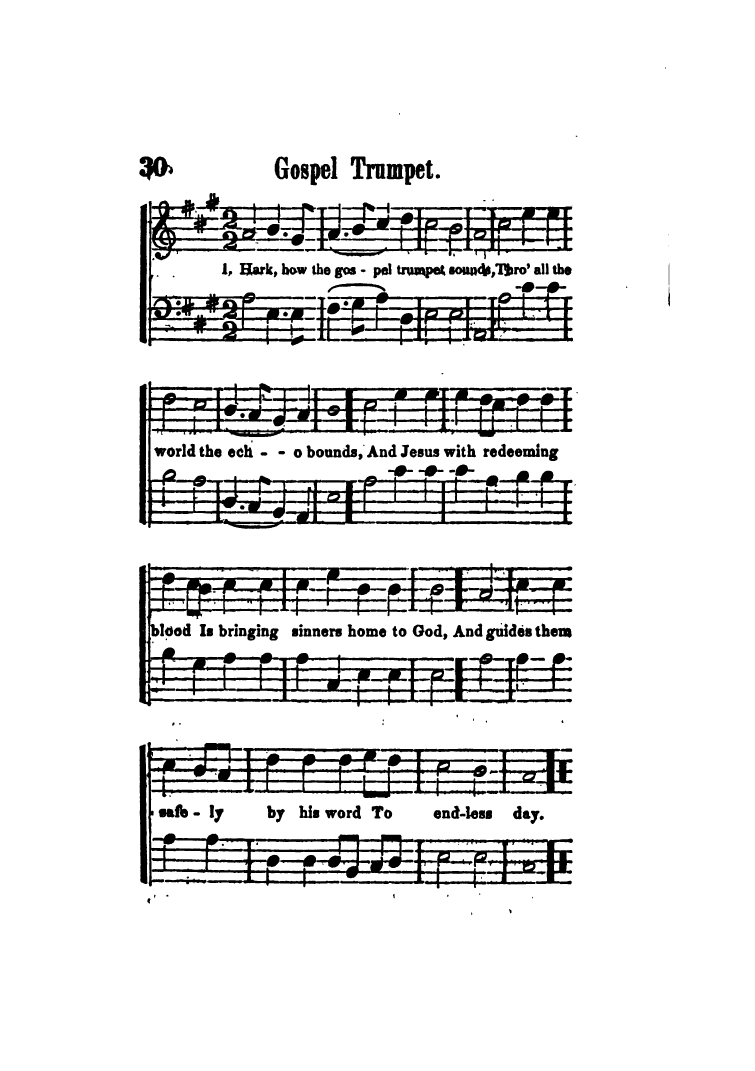 30
Gospel Trumpet.
1. Hark, how the gos - pel trumpet sounds, Thro' all the
world the ech - - o bounds, And Jesus with redeeming
blood Is bringing sinners home to God, And guides them
safe - ly by his word To end-less day.